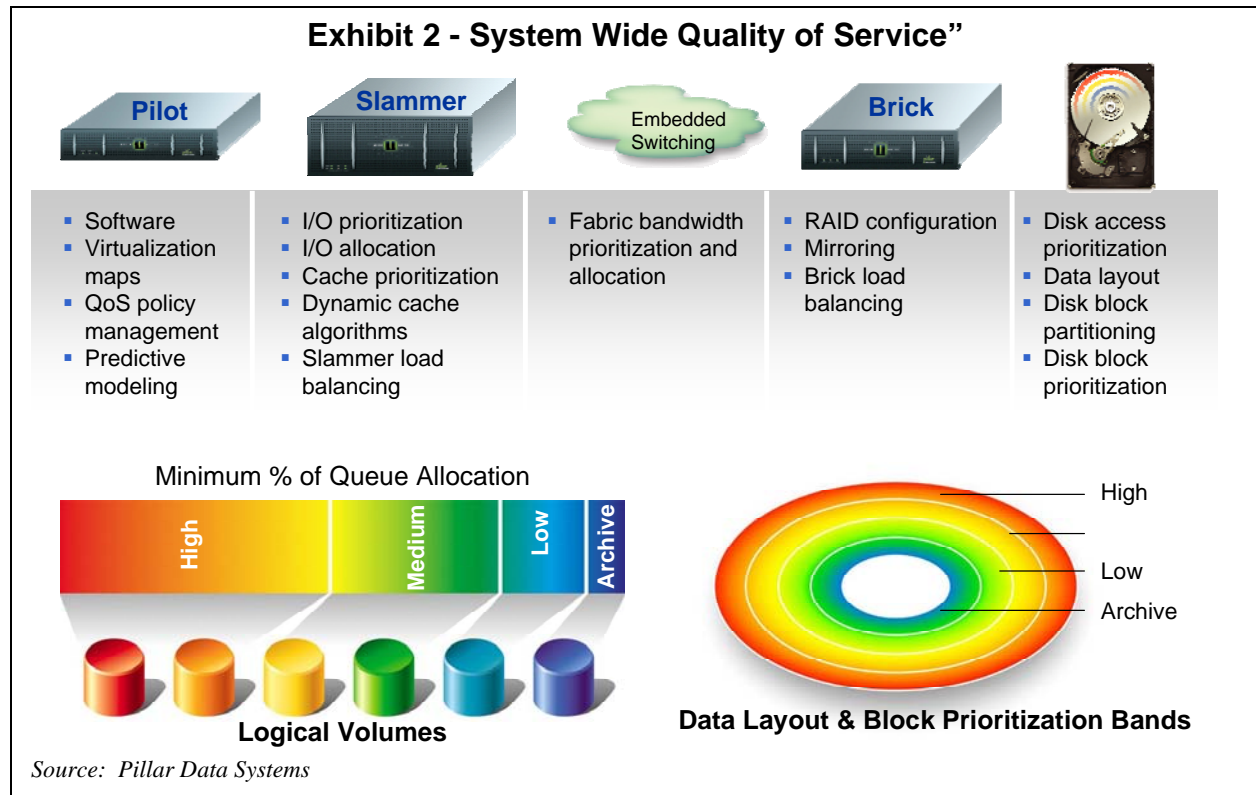 Exhibit 2 - System Wide Quality of Service”
Pilot
Slammer
Embedded
Switching
Brick
▪ Software
▪ Virtualization
maps
▪ QoS policy
management
▪ Predictive
modeling
▪ I/O prioritization
▪ I/O allocation
▪ Cache prioritization
▪ Dynamic cache
algorithms
▪ Slammer load
balancing
▪ Fabric bandwidth
prioritization and
allocation
▪ RAID configuration
▪ Mirroring
▪ Brick load
balancing
▪ Disk access
prioritization
▪ Data layout
▪ Disk block
partitioning
▪ Disk block
prioritization
Minimum % of Queue Allocation
High
Medium
Low
Archive
Logical Volumes
High
Low
Archive
Data Layout & Block Prioritization Bands
Source: Pillar Data Systems